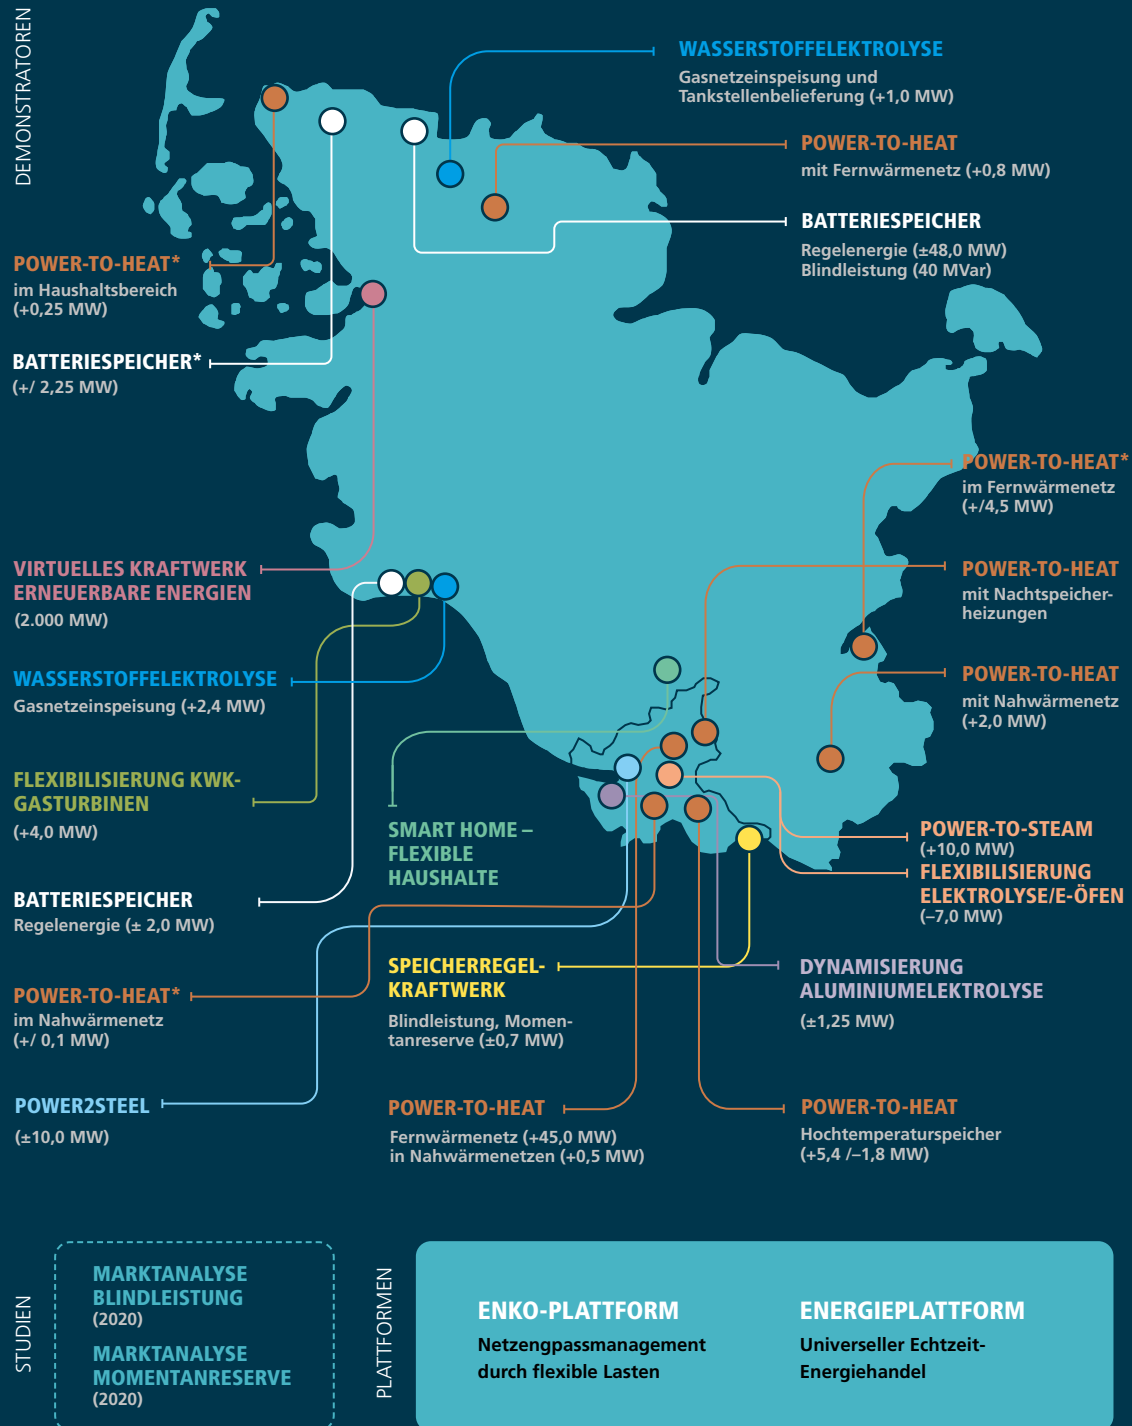 DEMONSTRATOREN
WASSERSTOFFELEKTROLYSE
Gasnetzeinspeisung und
Tankstellenbelieferung (+1,0 MW)
POWER-TO-HEAT
mit Fernwärmenetz (+0,8 MW)
BATTERIESPEICHER
Regelenergie (±48,0 MW)
Blindleistung (40 MVar)
POWER-TO-HEAT*
im Haushaltsbereich
(+0,25 MW)
BATTERIESPEICHER*
(+/ 2,25 MW)
POWER-TO-HEAT*
im Fernwärmenetz
(+/4,5 MW)
VIRTUELLES KRAFTWERK
ERNEUERBARE ENERGIEN
(2.000 MW)
POWER-TO-HEAT
mit Nachtspeicher-
heizungen
WASSERSTOFFELEKTROLYSE
Gasnetzeinspeisung (+2,4 MW)
POWER-TO-HEAT
mit Nahwärmenetz
(+2,0 MW)
FLEXIBILISIERUNG KWK-
GASTURBINEN
(+4,0 MW)
SMART HOME –
FLEXIBLE
HAUSHALTE
POWER-TO-STEAM
(+10,0 MW)
FLEXIBILISIERUNG
ELEKTROLYSE/E-ÖFEN
(–7,0 MW)
BATTERIESPEICHER
Regelenergie (± 2,0 MW)
SPEICHERREGEL-
KRAFTWERK
Blindleistung, Momen-
tanreserve (±0,7 MW)
DYNAMISIERUNG
ALUMINIUMELEKTROLYSE
(±1,25 MW)
POWER-TO-HEAT*
im Nahwärmenetz
(+/ 0,1 MW)
POWER2STEEL
(±10,0 MW)
POWER-TO-HEAT
Fernwärmenetz (+45,0 MW)
in Nahwärmenetzen (+0,5 MW)
POWER-TO-HEAT
Hochtemperaturspeicher
(+5,4 /–1,8 MW)
STUDIEN
MARKTANALYSE
BLINDLEISTUNG
(2020)
MARKTANALYSE
MOMENTANRESERVE
(2020)
PLATTFORMEN
ENKO-PLATTFORM
Netzengpassmanagement
durch flexible Lasten
ENERGIEPLATTFORM
Universeller Echtzeit-
Energiehandel